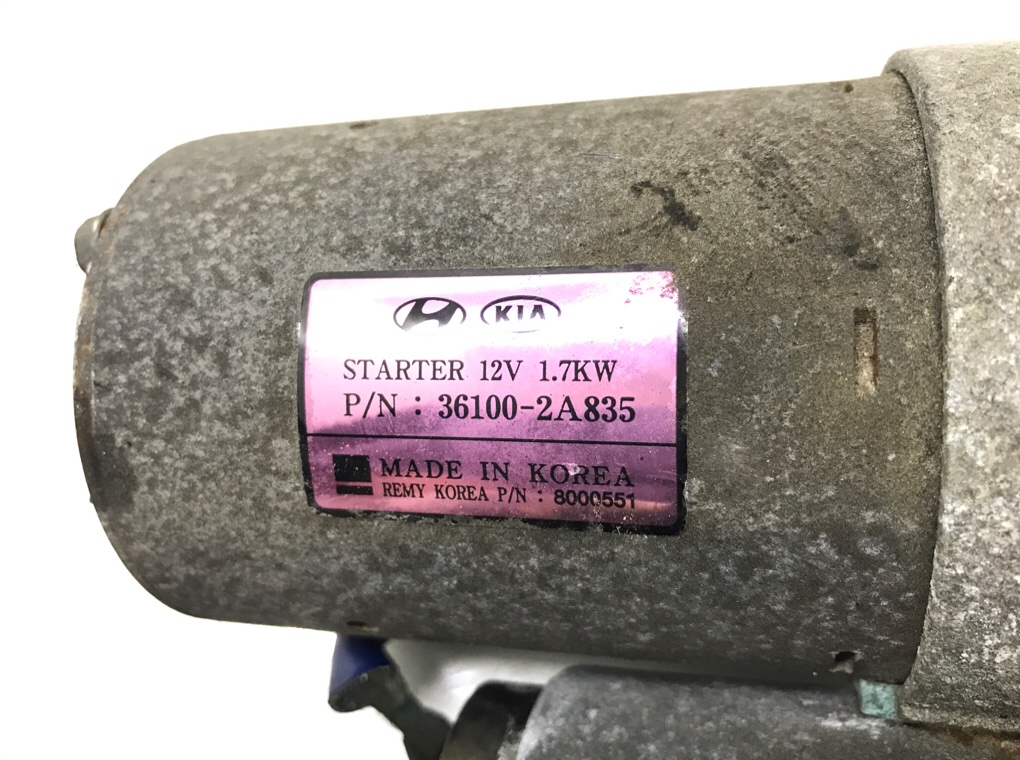 KIA
STARTER 12V 1.7KW
P/N : 36100-2A835
MADE IN KOREA
REMY KOREA P/N : 8000551